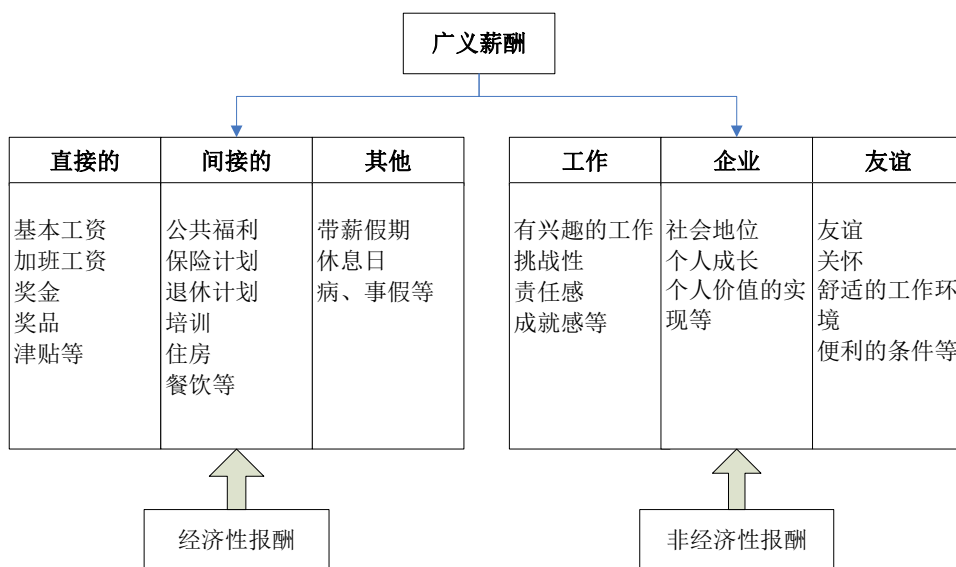 广义薪酬
直接的
间接的
其他
基本工资
加班工资
奖金
奖品
津贴等
公共福利
保险计划
退休计划
培训
住房
餐饮等
带薪假期
休息日
病、事假等
工作
企业
友谊
有兴趣的工作
挑战性
责任感
成就感等
社会地位
个人成长
个人价值的实
现等
友谊
关怀
舒适的工作环
境
便利的条件等
经济性报酬
非经济性报酬